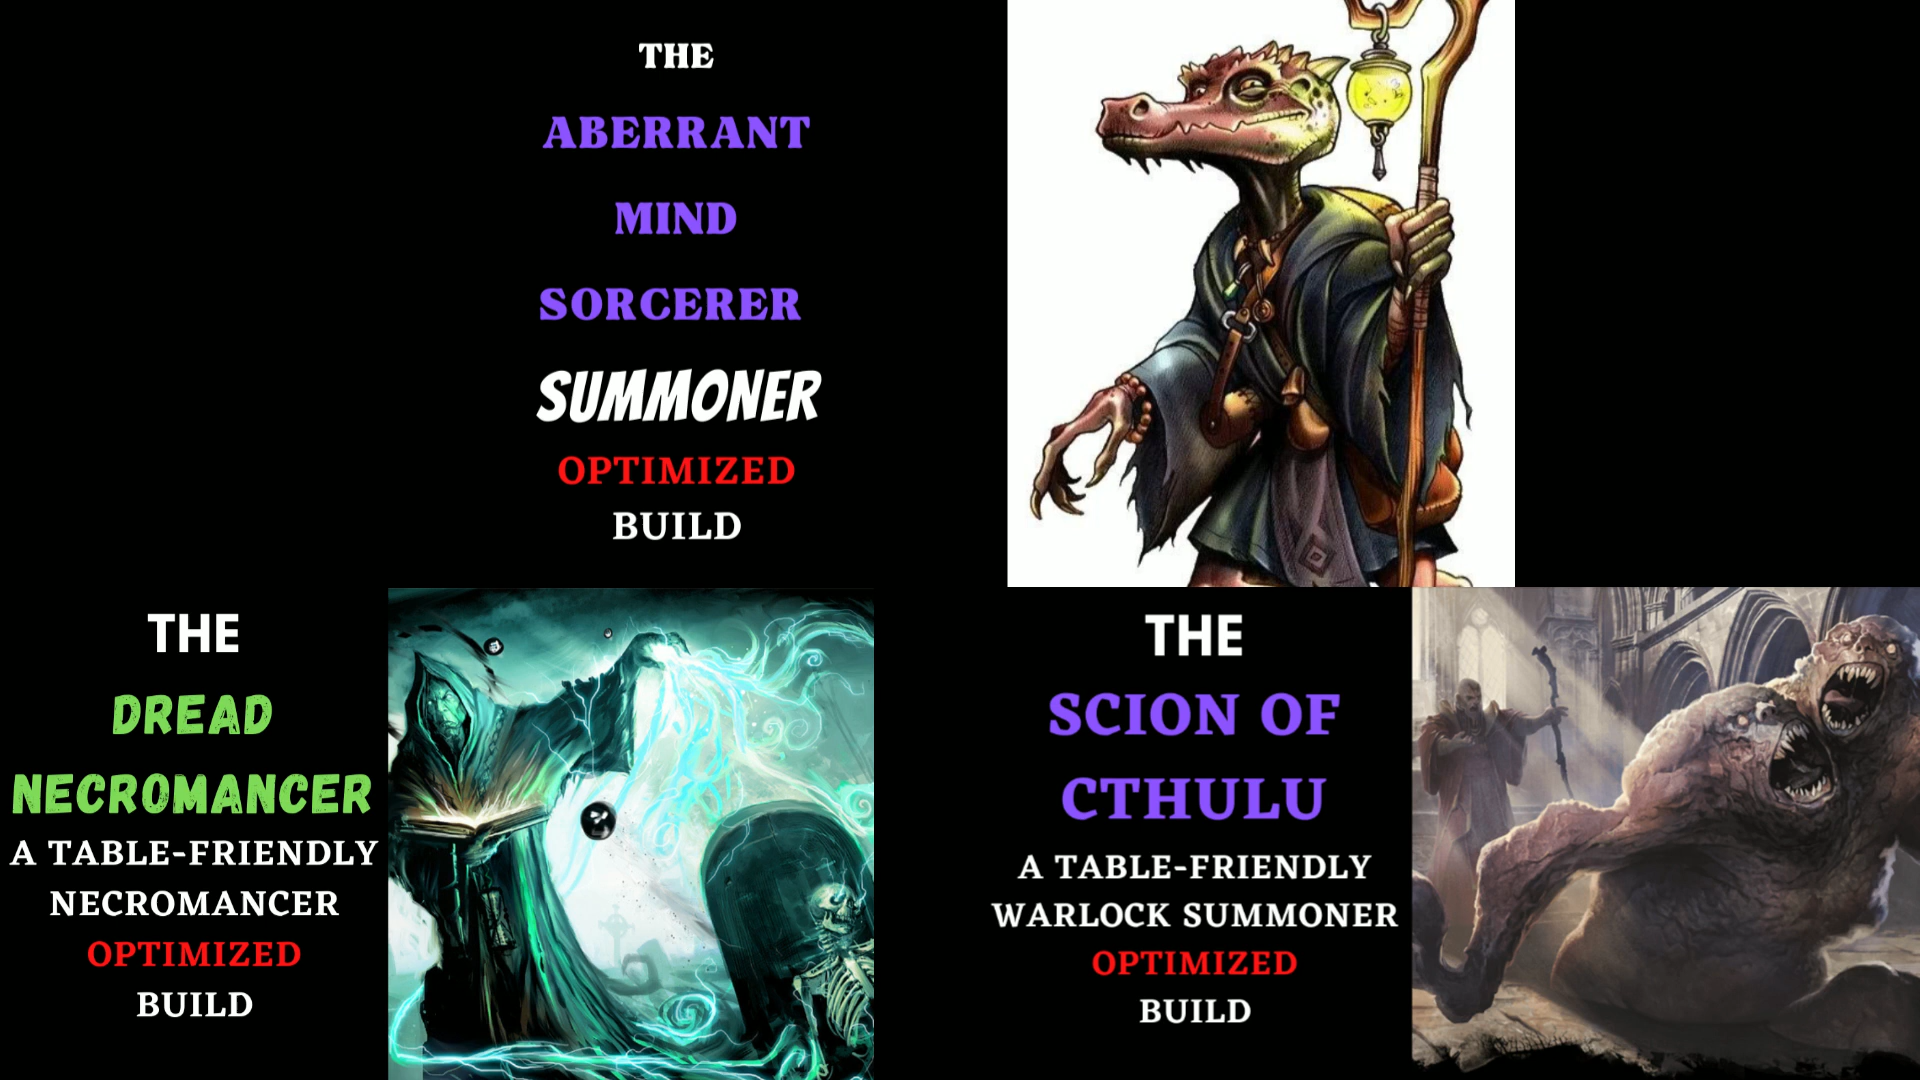 THE
ABERRANT
MIND
SORCERER
SUMMONER
OPTIMIZED
BUILD
THE
DREAD
NECROMANCER
A TABLE-FRIENDLY
NECROMANCER
OPTIMIZED
BUILD
THE
SCION OF
CTHULU
A TABLE-FRIENDLY
WARLOCK SUMMONER
OPTIMIZED
BUILD